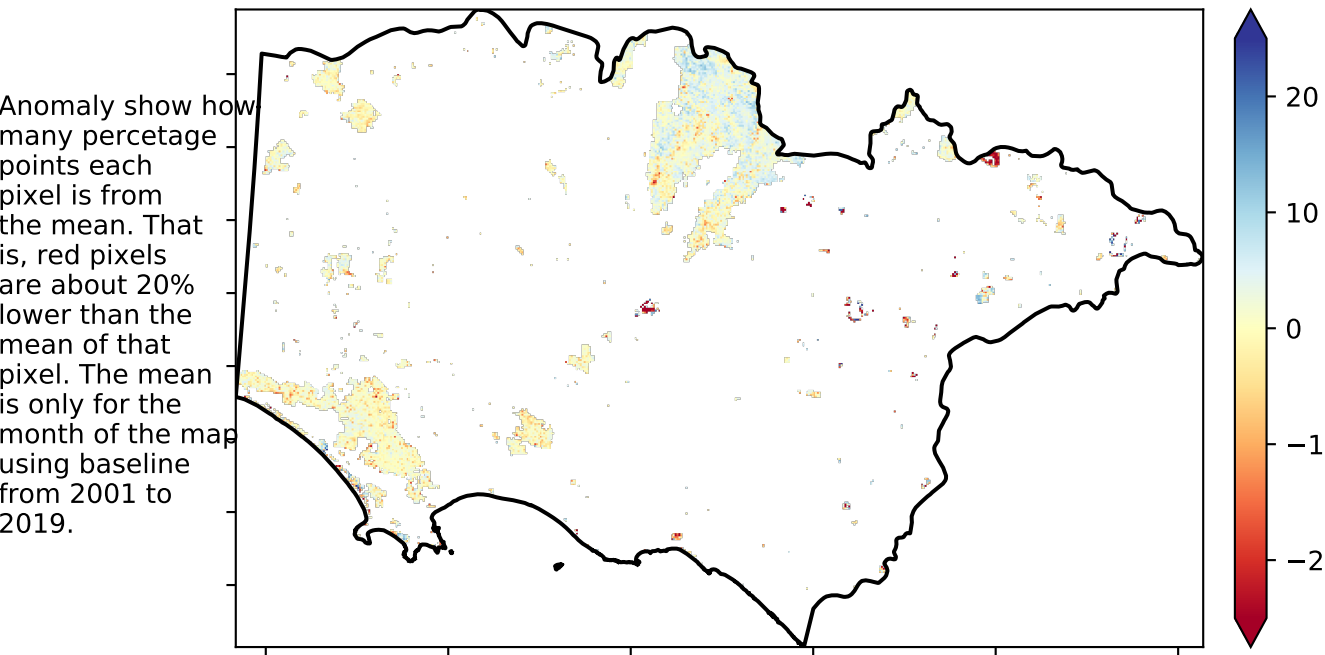 Anomaly show how
many percetage
points each
pixel is from
the mean. That
is, red pixels
are about 20%
lower than the
mean of that
pixel. The mean
is only for the
month of the map
using baseline
from 2001 to
2019.
20
10
0
−1
−2